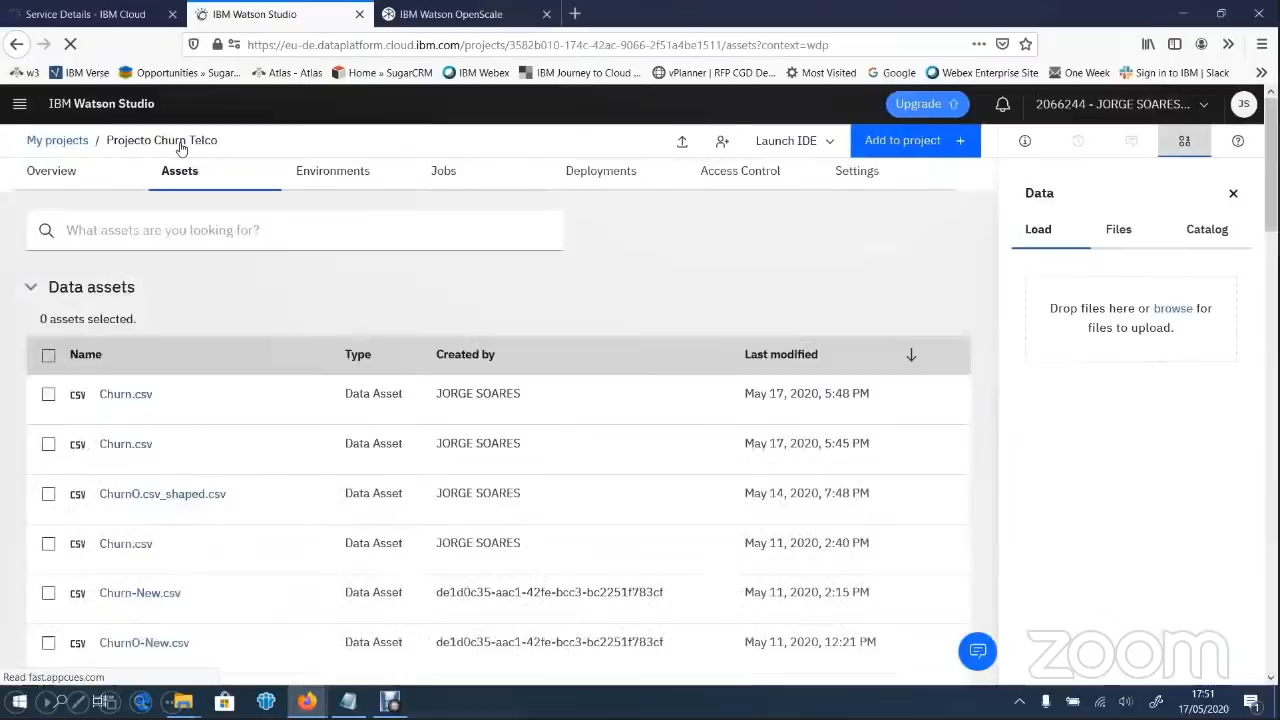 Service Details - IBM Cloud
IBM Watson Studio
IBM Watson OpenScale
https://eu-de.dataplatform.cloud.ibm.com/projects/3582b010-174c-42ac-9066-2f51a4be1511/assets?context=wdp
w3
IBM Verse
Opportunities » Sugar...
Atlas - Atlas
Home » SugarCRM
IBM Webex
IBM Journey to Cloud ...
vPlanner | RFP CGD De...
Most Visited
Google
Webex Enterprise Site
One Week
Sign in to IBM | Slack
IBM Watson Studio
Upgrade
2066244 - JORGE SOARES...
JS
My projects / Projecto Churn Telco
Launch IDE
Add to project +
Overview
Assets
Environments
Jobs
Deployments
Access Control
Settings
What assets are you looking for?
Data assets
0 assets selected.
Name Type Created by Last modified
CSV Churn.csv Data Asset JORGE SOARES May 17, 2020, 5:48 PM
CSV Churn.csv Data Asset JORGE SOARES May 17, 2020, 5:45 PM
CSV ChurnO.csv_shaped.csv Data Asset JORGE SOARES May 14, 2020, 7:48 PM
CSV Churn.csv Data Asset JORGE SOARES May 11, 2020, 2:40 PM
CSV Churn-New.csv Data Asset de1d0c35-aac1-42fe-bcc3-bc2251f783cf May 11, 2020, 2:15 PM
CSV ChurnO-New.csv Data Asset de1d0c35-aac1-42fe-bcc3-bc2251f783cf May 11, 2020, 12:21 PM
Data
Load
Files
Catalog
Drop files here or browse for
files to upload.
Read fast.appcues.com
zoom
17:51
17/05/2020